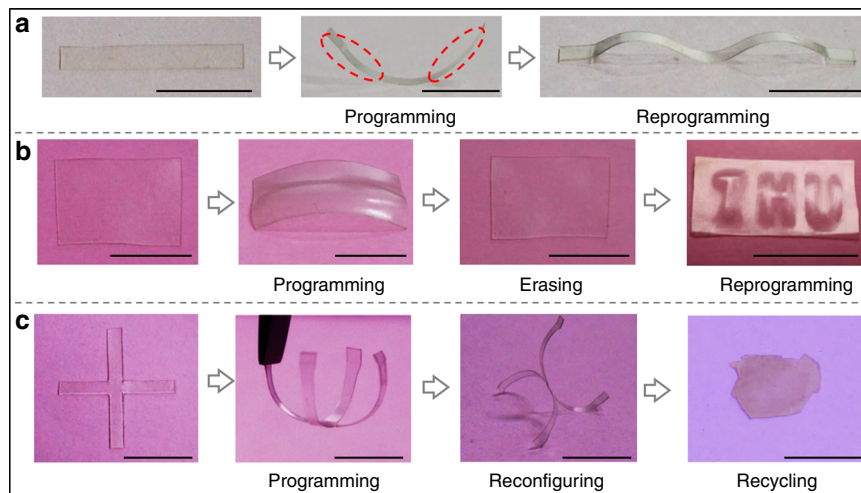 a
Programming Reprogramming
b
THU
Programming Erasing Reprogramming
c
Programming Reconfiguring Recycling